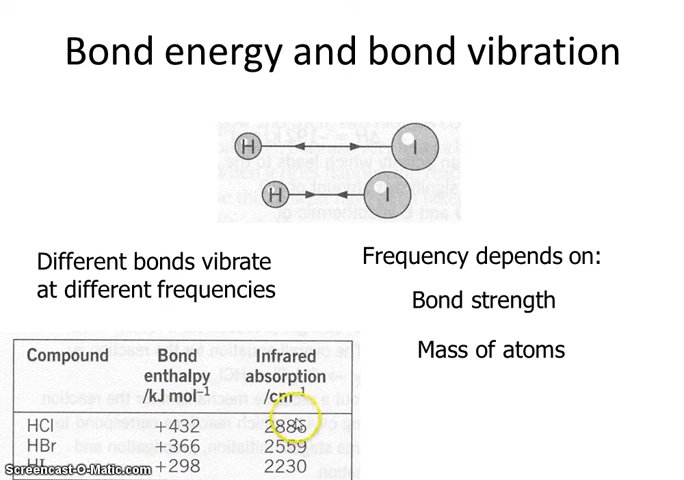 Bond energy and bond vibration
H I
H I
Different bonds vibrate
at different frequencies
Frequency depends on:
Bond strength
Mass of atoms
Compound Bond enthalpy /kJ mol⁻¹ Infrared absorption /cm⁻¹
HCl +432 2885
HBr +366 2559
HI +298 2230
Screencast-O-Matic.com